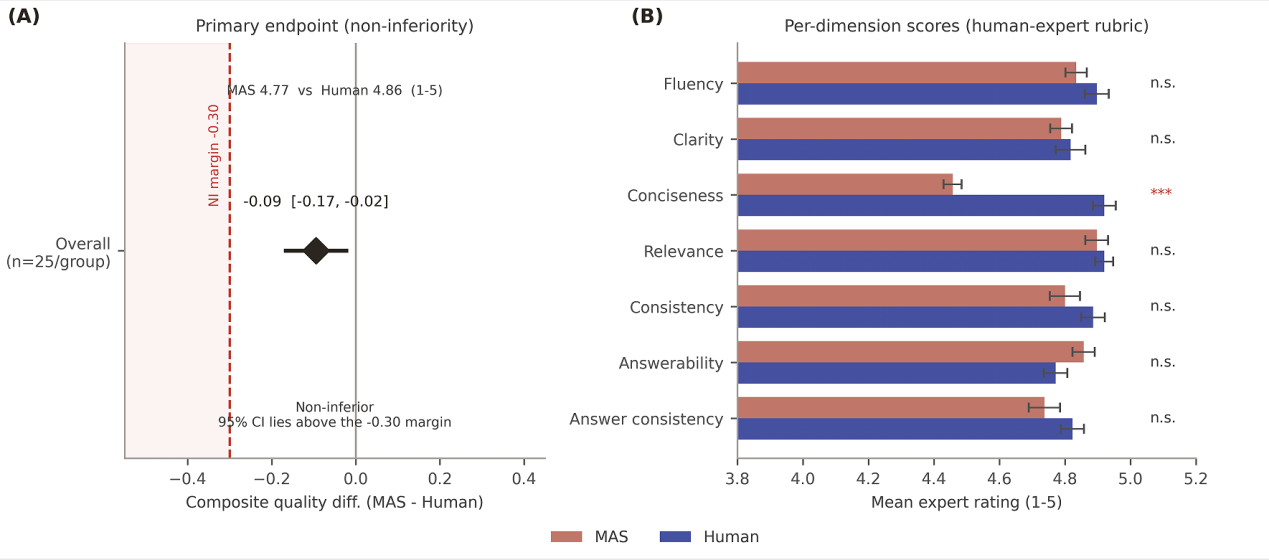 (A)
Primary endpoint (non-inferiority)
MAS 4.77 vs Human 4.86 (1-5)
NI margin -0.30
-0.09 [-0.17, -0.02]
Overall
(n=25/group)
Non-inferior
95% CI lies above the -0.30 margin
−0.4 −0.2 0.0 0.2 0.4
Composite quality diff. (MAS - Human)
(B)
Per-dimension scores (human-expert rubric)
Fluency n.s.
Clarity n.s.
Conciseness ***
Relevance n.s.
Consistency n.s.
Answerability n.s.
Answer consistency n.s.
3.8 4.0 4.2 4.4 4.6 4.8 5.0 5.2
Mean expert rating (1-5)
MAS Human